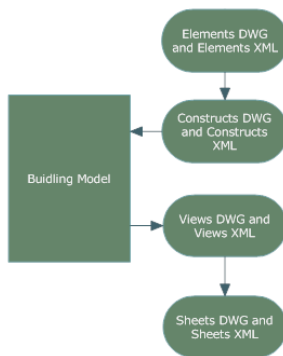 Elements DWG
and Elements XML
Constructs DWG
and Constructs
XML
Buidling Model
Views DWG and
Views XML
Sheets DWG and
Sheets XML